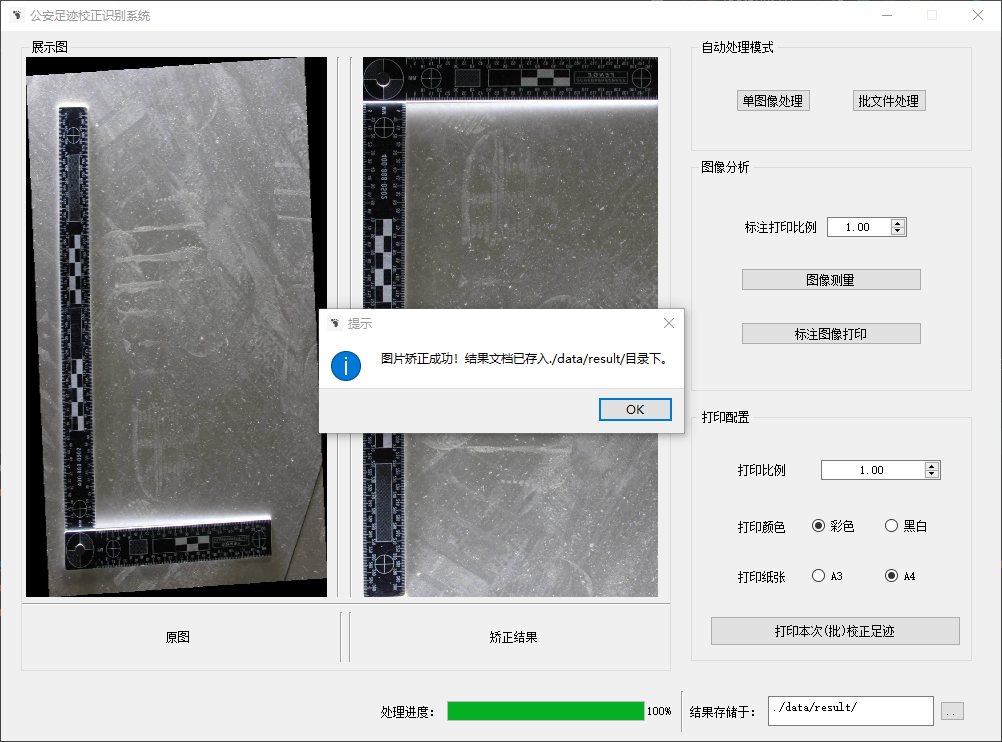 公安足迹校正识别系统
展示图
400-888-0502
原图
矫正结果
提示
图片矫正成功！结果文档已存入./data/result/目录下。
OK
自动处理模式
单图像处理
批文件处理
图像分析
标注打印比例
1.00
图像测量
标注图像打印
打印配置
打印比例
1.00
打印颜色
彩色
黑白
打印纸张
A3
A4
打印本次(批)校正足迹
处理进度：
100%
结果存储于：
./data/result/
..